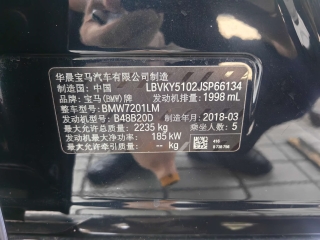 华晨宝马汽车有限公司制造
制造国: 中国 LBVKY5102JSP66134
品牌: 宝马(BMW)牌 发动机排量: 1998 mL
整车型号: BMW7201LM
发动机型号: B48B20D 制造年月: 2018-03
最大允许总质量: 2235 kg 乘坐人数: 5
发动机最大净功率: 185 kW
最大允许牵引质量: -- kg